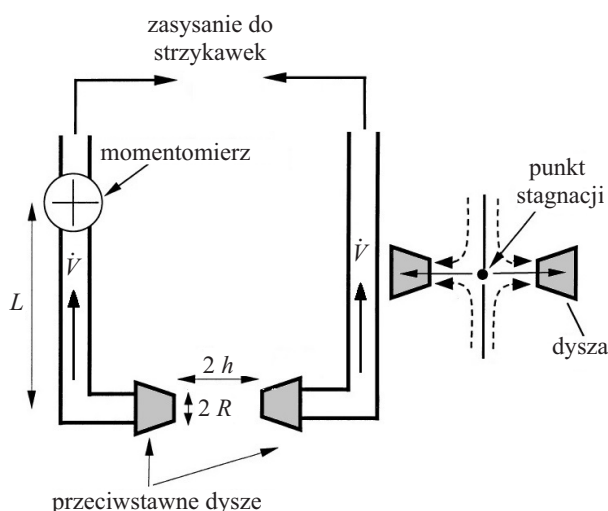 zasysanie do
strzykawek
momentomierz
punkt
stagnacji
V̇
V̇
L
dysza
2 h
2 R
przeciwstawne dysze